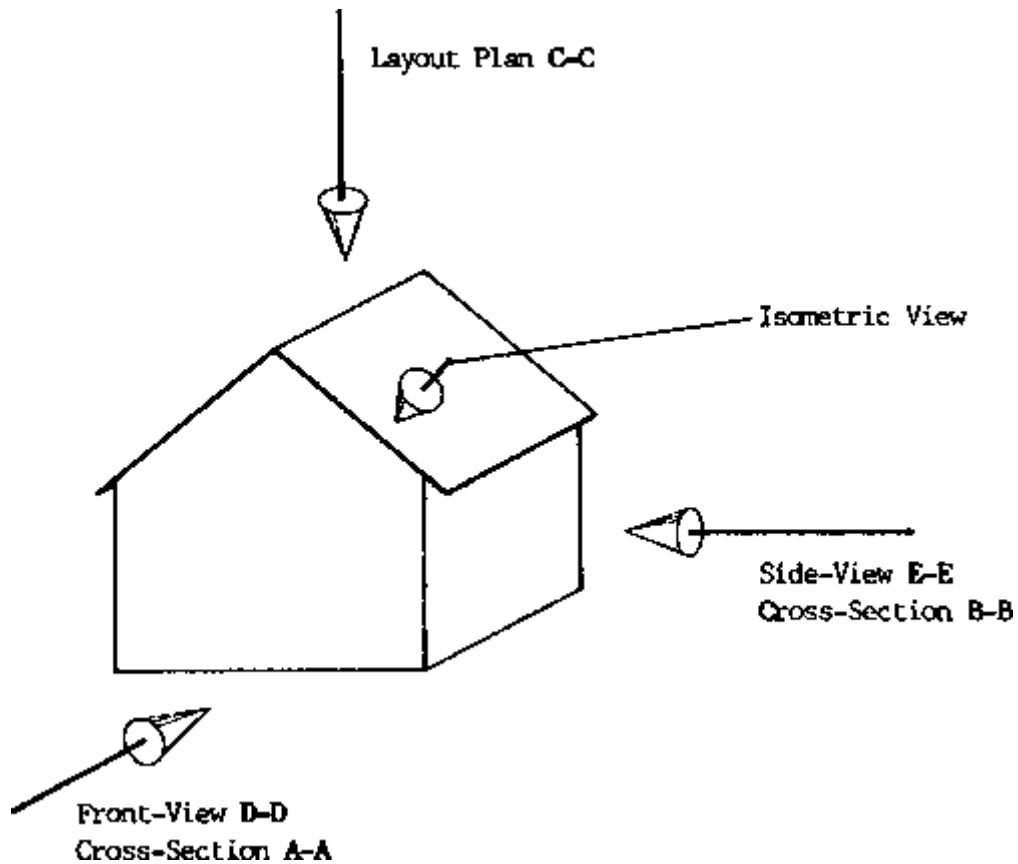 Layout Plan C-C
Isometric View
Side-View E-E
Cross-Section B-B
Front-View D-D
Cross-Section A-A